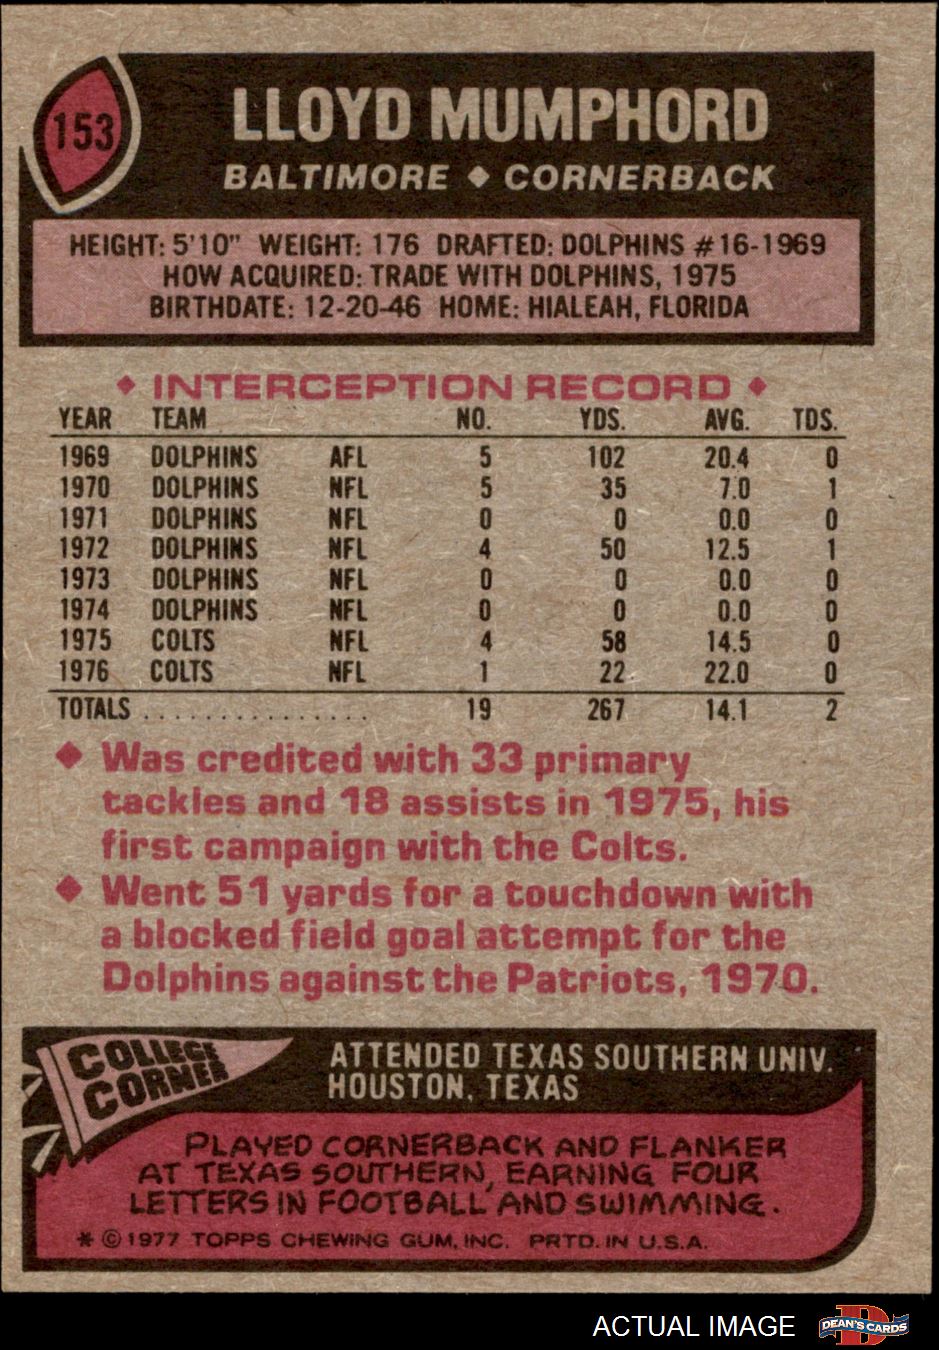 153
LLOYD MUMPHORD
BALTIMORE ♦ CORNERBACK
HEIGHT: 5'10" WEIGHT: 176 DRAFTED: DOLPHINS #16-1969
HOW ACQUIRED: TRADE WITH DOLPHINS, 1975
BIRTHDATE: 12-20-46 HOME: HIALEAH, FLORIDA
♦ INTERCEPTION RECORD ♦
YEAR TEAM NO. YDS. AVG. TDS.
1969 DOLPHINS AFL 5 102 20.4 0
1970 DOLPHINS NFL 5 35 7.0 1
1971 DOLPHINS NFL 0 0 0.0 0
1972 DOLPHINS NFL 4 50 12.5 1
1973 DOLPHINS NFL 0 0 0.0 0
1974 DOLPHINS NFL 0 0 0.0 0
1975 COLTS NFL 4 58 14.5 0
1976 COLTS NFL 1 22 22.0 0
TOTALS ................ 19 267 14.1 2
♦ Was credited with 33 primary
tackles and 18 assists in 1975, his
first campaign with the Colts.
♦ Went 51 yards for a touchdown with
a blocked field goal attempt for the
Dolphins against the Patriots, 1970.
COLLEGE
CORNER
ATTENDED TEXAS SOUTHERN UNIV.
HOUSTON, TEXAS
PLAYED CORNERBACK AND FLANKER
AT TEXAS SOUTHERN, EARNING FOUR
LETTERS IN FOOTBALL AND SWIMMING.
* © 1977 TOPPS CHEWING GUM, INC. PRTD. IN U.S.A.
ACTUAL IMAGE
D
DEAN'S CARDS